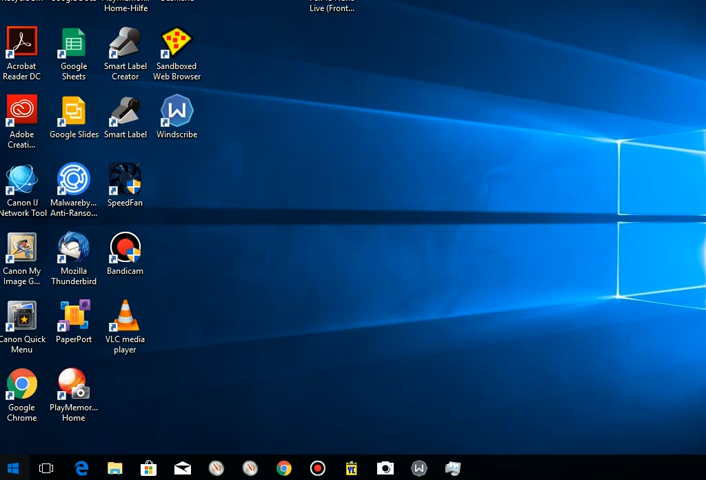 Home-Hilfe
Live (Front...
Acrobat
Reader DC
Google
Sheets
Smart Label
Creator
Sandboxed
Web Browser
Adobe
Creati...
Google Slides
Smart Label
Windscribe
Canon IJ
Network Tool
Malwareby...
Anti-Ranso...
SpeedFan
Canon My
Image G...
Mozilla
Thunderbird
Bandicam
Canon Quick
Menu
PaperPort
VLC media
player
Google
Chrome
PlayMemor...
Home